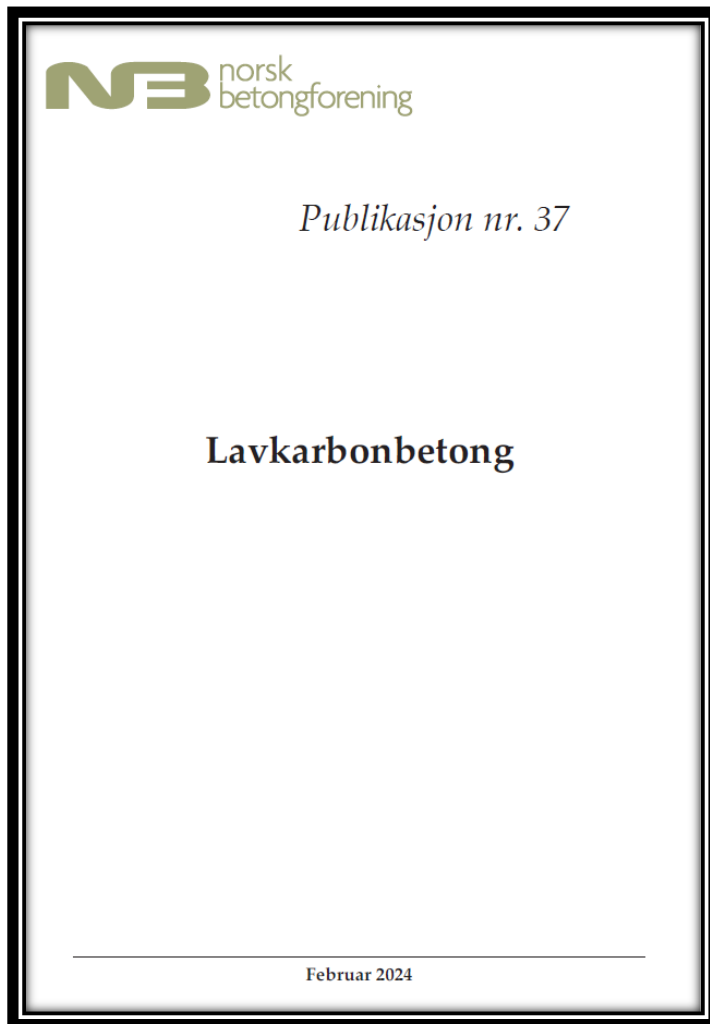 NB norsk
betongforening
Publikasjon nr. 37
Lavkarbonbetong
Februar 2024